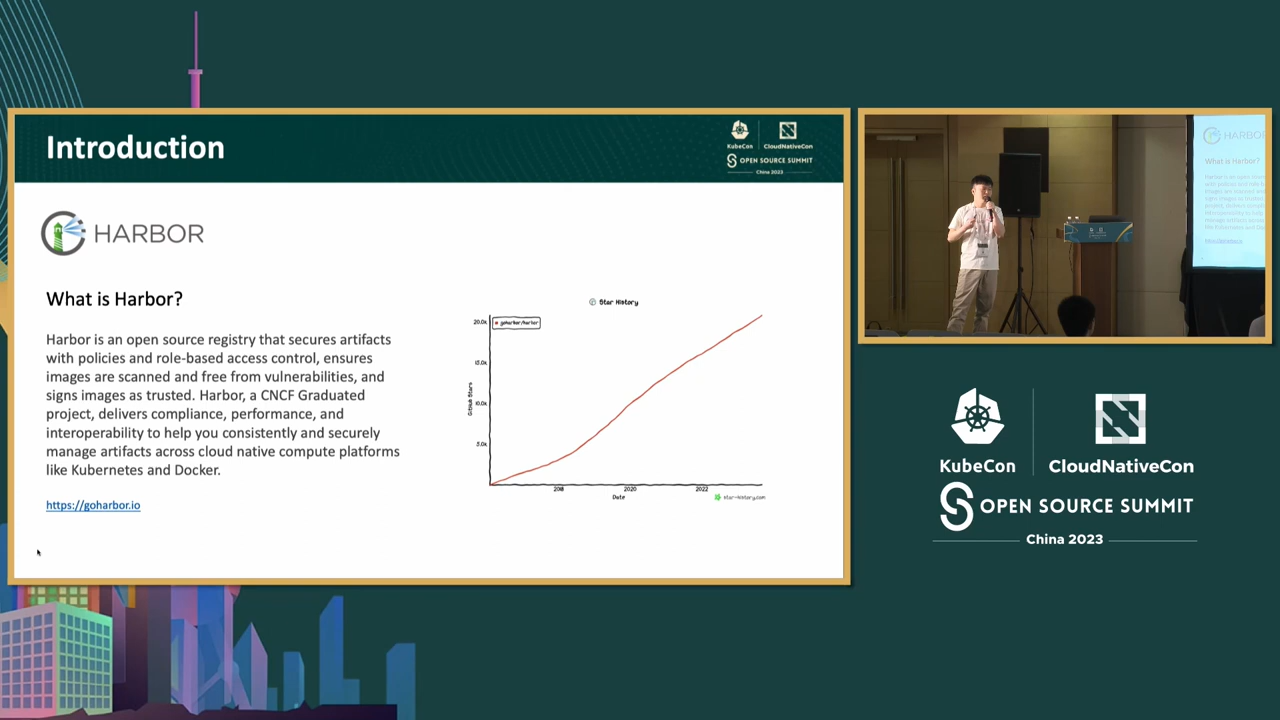 Introduction
KubeCon
CloudNativeCon
OPEN SOURCE SUMMIT
China 2023
HARBOR
What is Harbor?
Harbor is an open source registry that secures artifacts
with policies and role-based access control, ensures
images are scanned and free from vulnerabilities, and
signs images as trusted. Harbor, a CNCF Graduated
project, delivers compliance, performance, and
interoperability to help you consistently and securely
manage artifacts across cloud native compute platforms
like Kubernetes and Docker.
https://goharbor.io
Star History
goharbor/harbor
20.0k
15.0k
10.0k
5.0k
GitHub Stars
2018
2020
2022
Date
star-history.com
HARBOR
What is Harbor?
KubeCon
CloudNativeCon
OPEN SOURCE SUMMIT
China 2023